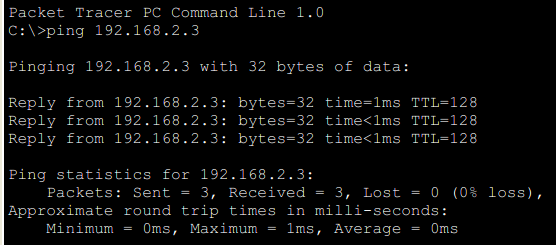 Packet Tracer PC Command Line 1.0
C:\>ping 192.168.2.3
Pinging 192.168.2.3 with 32 bytes of data:
Reply from 192.168.2.3: bytes=32 time=1ms TTL=128
Reply from 192.168.2.3: bytes=32 time<1ms TTL=128
Reply from 192.168.2.3: bytes=32 time<1ms TTL=128
Ping statistics for 192.168.2.3:
    Packets: Sent = 3, Received = 3, Lost = 0 (0% loss),
Approximate round trip times in milli-seconds:
    Minimum = 0ms, Maximum = 1ms, Average = 0ms